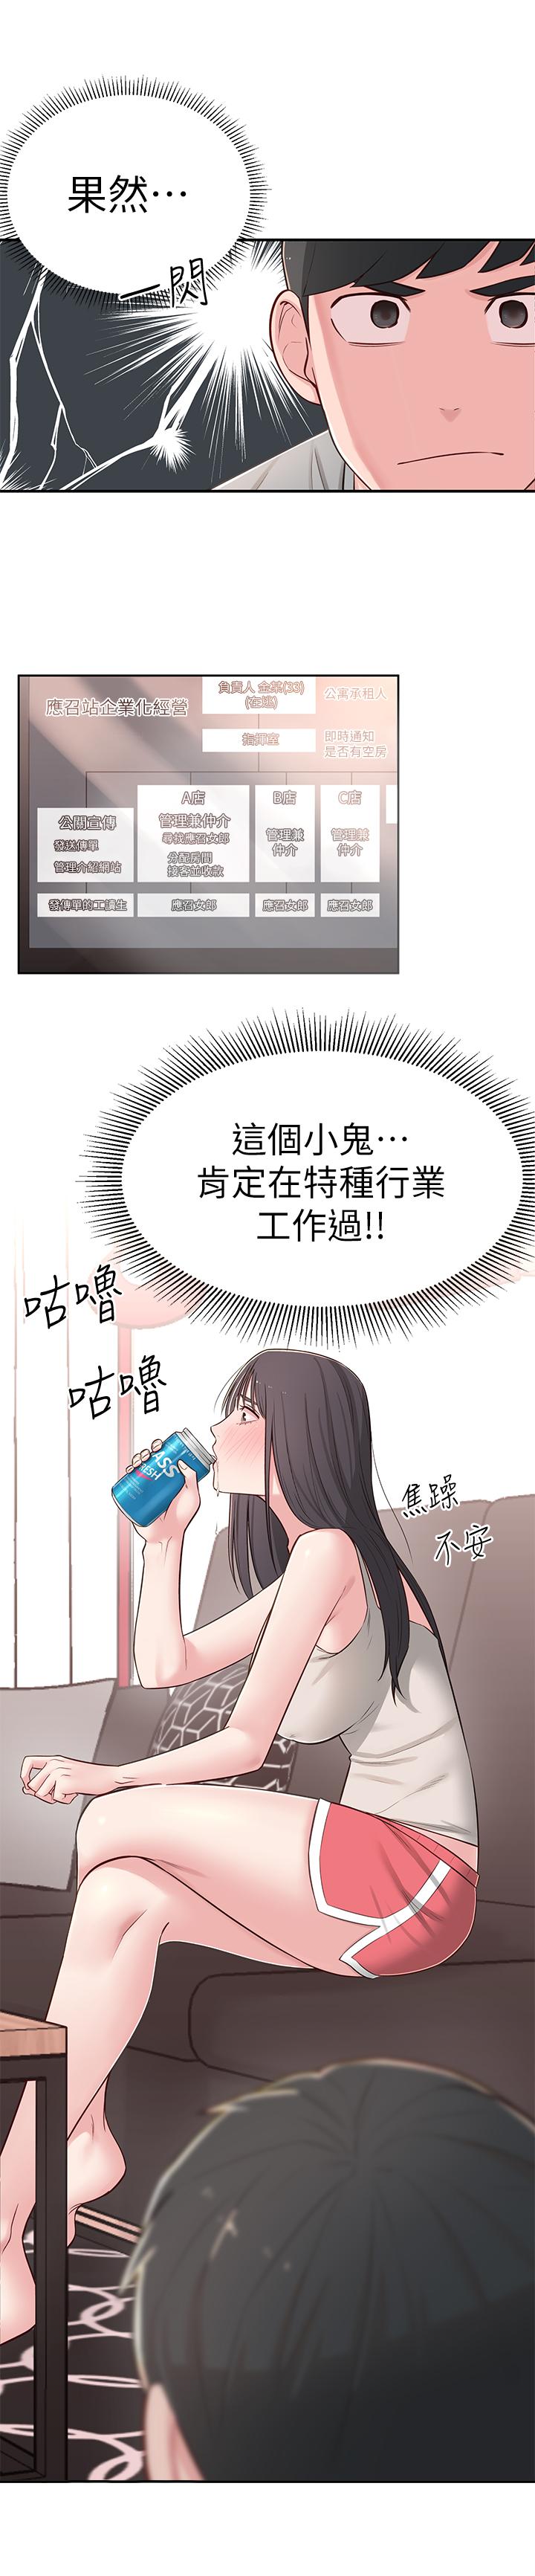 果然⋯
一閃
應召站企業化經營
負責人 金榮(33)
(在逃)
公寓承租人
指揮室
即時通知
是否有空房
公關宣傳
發送傳單
管理介紹網站
發傳單的工讀生
A店
管理兼仲介
尋找應召女郎
分配房間
接客並收款
應召女郎
B店
管理兼
仲介
應召女郎
C店
管理兼
仲介
應召女郎
這個小鬼⋯
肯定在特種行業
工作過!!
咕嚕
咕嚕
ASS
FRESH
焦躁
不安